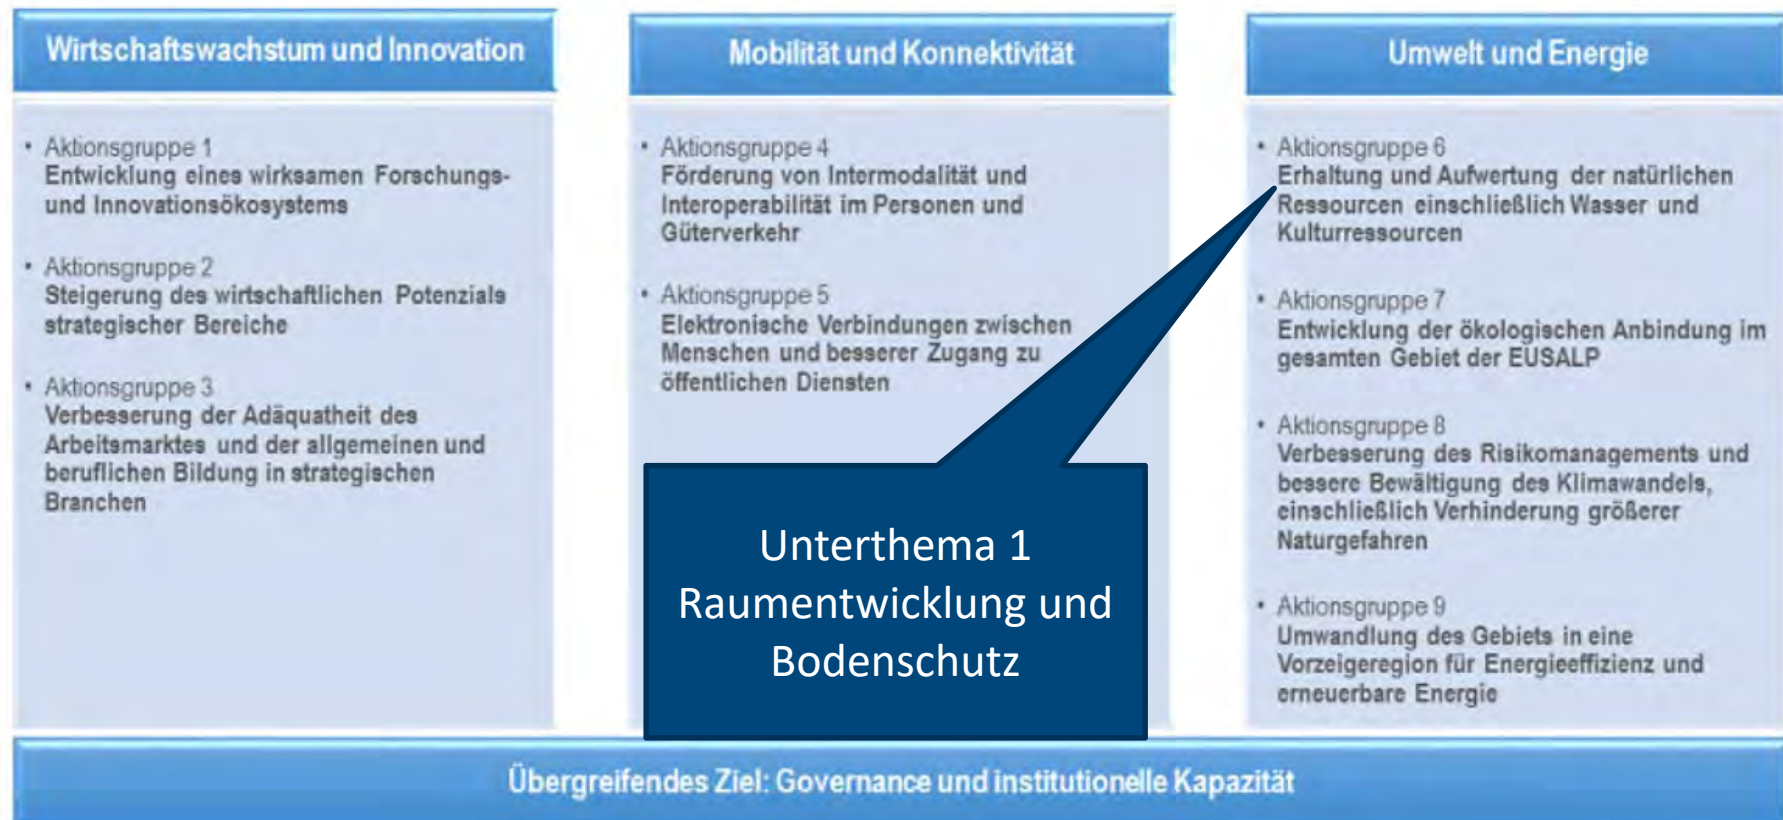 Wirtschaftswachstum und Innovation
• Aktionsgruppe 1
Entwicklung eines wirksamen Forschungs-
und Innovationsökosystems
• Aktionsgruppe 2
Steigerung des wirtschaftlichen Potenzials
strategischer Bereiche
• Aktionsgruppe 3
Verbesserung der Adäquatheit des
Arbeitsmarktes und der allgemeinen und
beruflichen Bildung in strategischen
Branchen
Mobilität und Konnektivität
• Aktionsgruppe 4
Förderung von Intermodalität und
Interoperabilität im Personen und
Güterverkehr
• Aktionsgruppe 5
Elektronische Verbindungen zwischen
Menschen und besserer Zugang zu
öffentlichen Diensten
Unterthema 1
Raumentwicklung und
Bodenschutz
Umwelt und Energie
• Aktionsgruppe 6
Erhaltung und Aufwertung der natürlichen
Ressourcen einschließlich Wasser und
Kulturressourcen
• Aktionsgruppe 7
Entwicklung der ökologischen Anbindung im
gesamten Gebiet der EUSALP
• Aktionsgruppe 8
Verbesserung des Risikomanagements und
bessere Bewältigung des Klimawandels,
einschließlich Verhinderung größerer
Naturgefahren
• Aktionsgruppe 9
Umwandlung des Gebiets in eine
Vorzeigeregion für Energieeffizienz und
erneuerbare Energie
Übergreifendes Ziel: Governance und institutionelle Kapazität